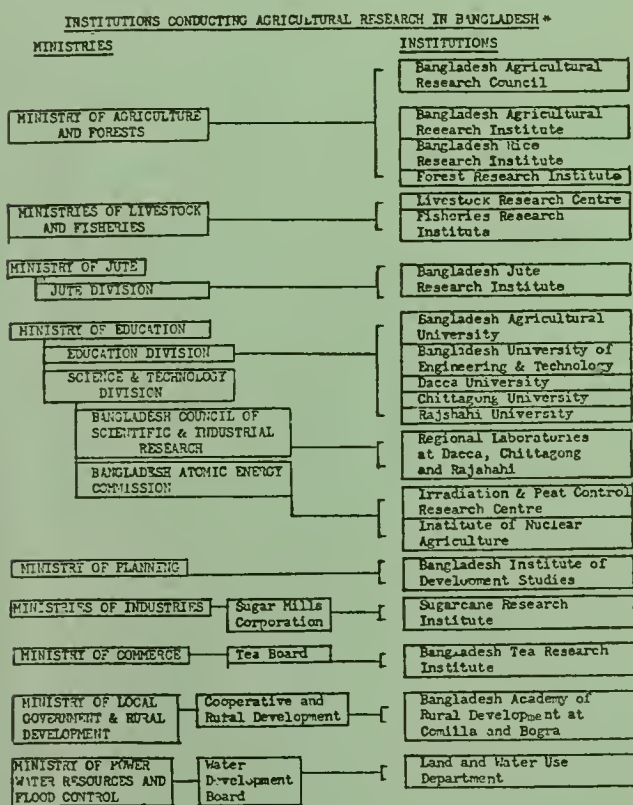 INSTITUTIONS CONDUCTING AGRICULTURAL RESEARCH IN BANGLADESH *
MINISTRIES
INSTITUTIONS
Bangladesh Agricultural
Research Council
MINISTRY OF AGRICULTURE
AND FORESTS
Bangladesh Agricultural
Research Institute
Bangladesh Rice
Research Institute
Forest Research Institute
MINISTRIES OF LIVESTOCK
AND FISHERIES
Livestock Research Centre
Fisheries Research
Institute
MINISTRY OF JUTE
JUTE DIVISION
Bangladesh Jute
Research Institute
MINISTRY OF EDUCATION
EDUCATION DIVISION
SCIENCE & TECHNOLOGY
DIVISION
BANGLADESH COUNCIL OF
SCIENTIFIC & INDUSTRIAL
RESEARCH
BANGLADESH ATOMIC ENERGY
COMMISSION
Bangladesh Agricultural
University
Bangladesh University of
Engineering & Technology
Dacca University
Chittagong University
Rajshahi University
Regional Laboratories
at Dacca, Chittagong
and Rajahahi
Irradiation & Peat Control
Research Centre
Institute of Nuclear
Agriculture
MINISTRY OF PLANNING
Bangladesh Institute of
Development Studies
MINISTRIES OF INDUSTRIES
Sugar Mills
Corporation
Sugarcane Research
Institute
MINISTRY OF COMMERCE
Tea Board
Bangladesh Tea Research
Institute
MINISTRY OF LOCAL
GOVERNMENT & RURAL
DEVELOPMENT
Cooperative and
Rural Development
Bangladesh Academy of
Rural Development at
Comilla and Bogra
MINISTRY OF POWER
WATER RESOURCES AND
FLOOD CONTROL
Water
Development
Board
Land and Water Use
Department